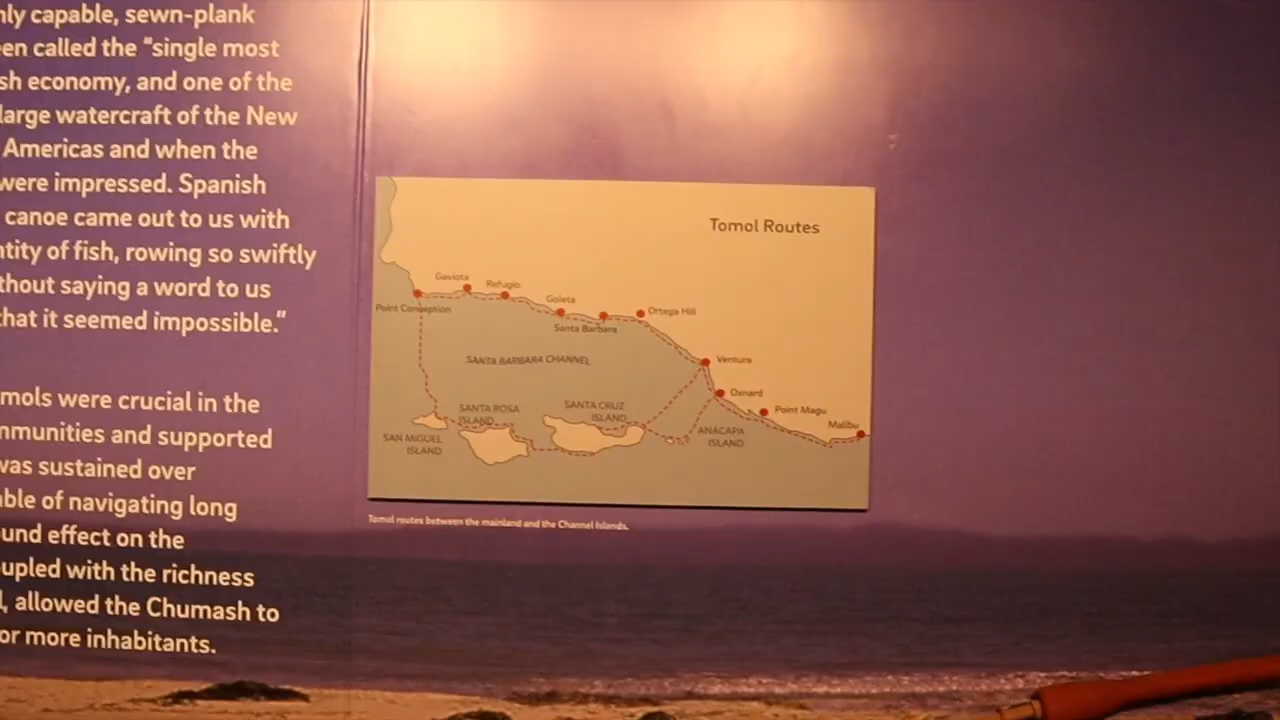 nly capable, sewn-plank
en called the "single most
sh economy, and one of the
large watercraft of the New
Americas and when the
were impressed. Spanish
canoe came out to us with
ntity of fish, rowing so swiftly
thout saying a word to us
that it seemed impossible."
mols were crucial in the
mmunities and supported
was sustained over
able of navigating long
und effect on the
upled with the richness
l, allowed the Chumash to
or more inhabitants.
Tomol Routes
Gaviota
Refugio
Point Conception
Goleta
Santa Barbara
Ortega Hill
SANTA BARBARA CHANNEL
Ventura
Oxnard
Point Magu
Malibu
SANTA ROSA
ISLAND
SANTA CRUZ
ISLAND
SAN MIGUEL
ISLAND
ANACAPA
ISLAND
Tomol routes between the mainland and the Channel Islands.